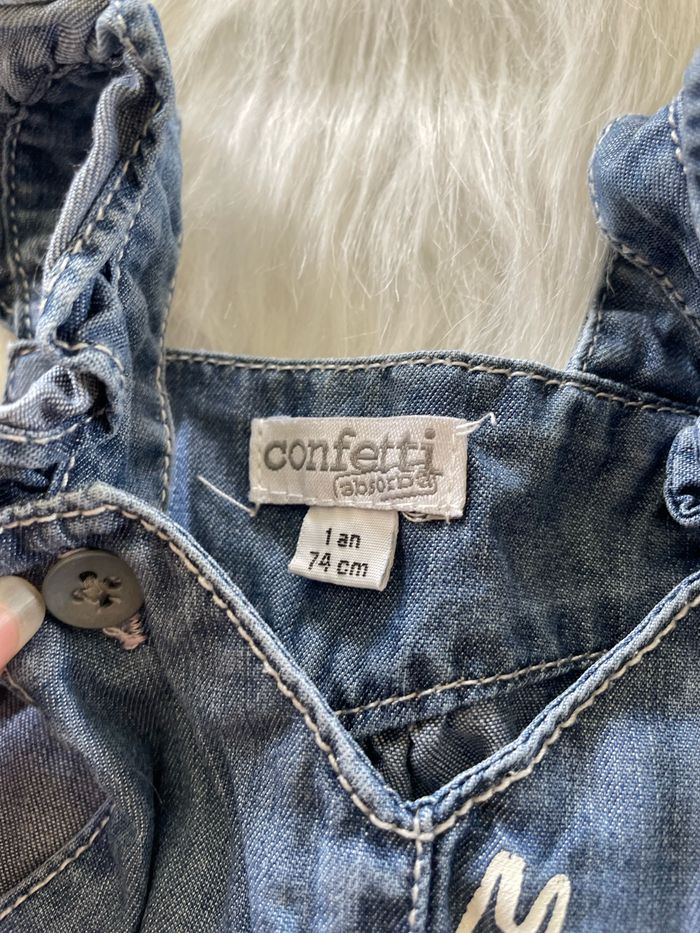 confetti
absorba
1 an
74 cm